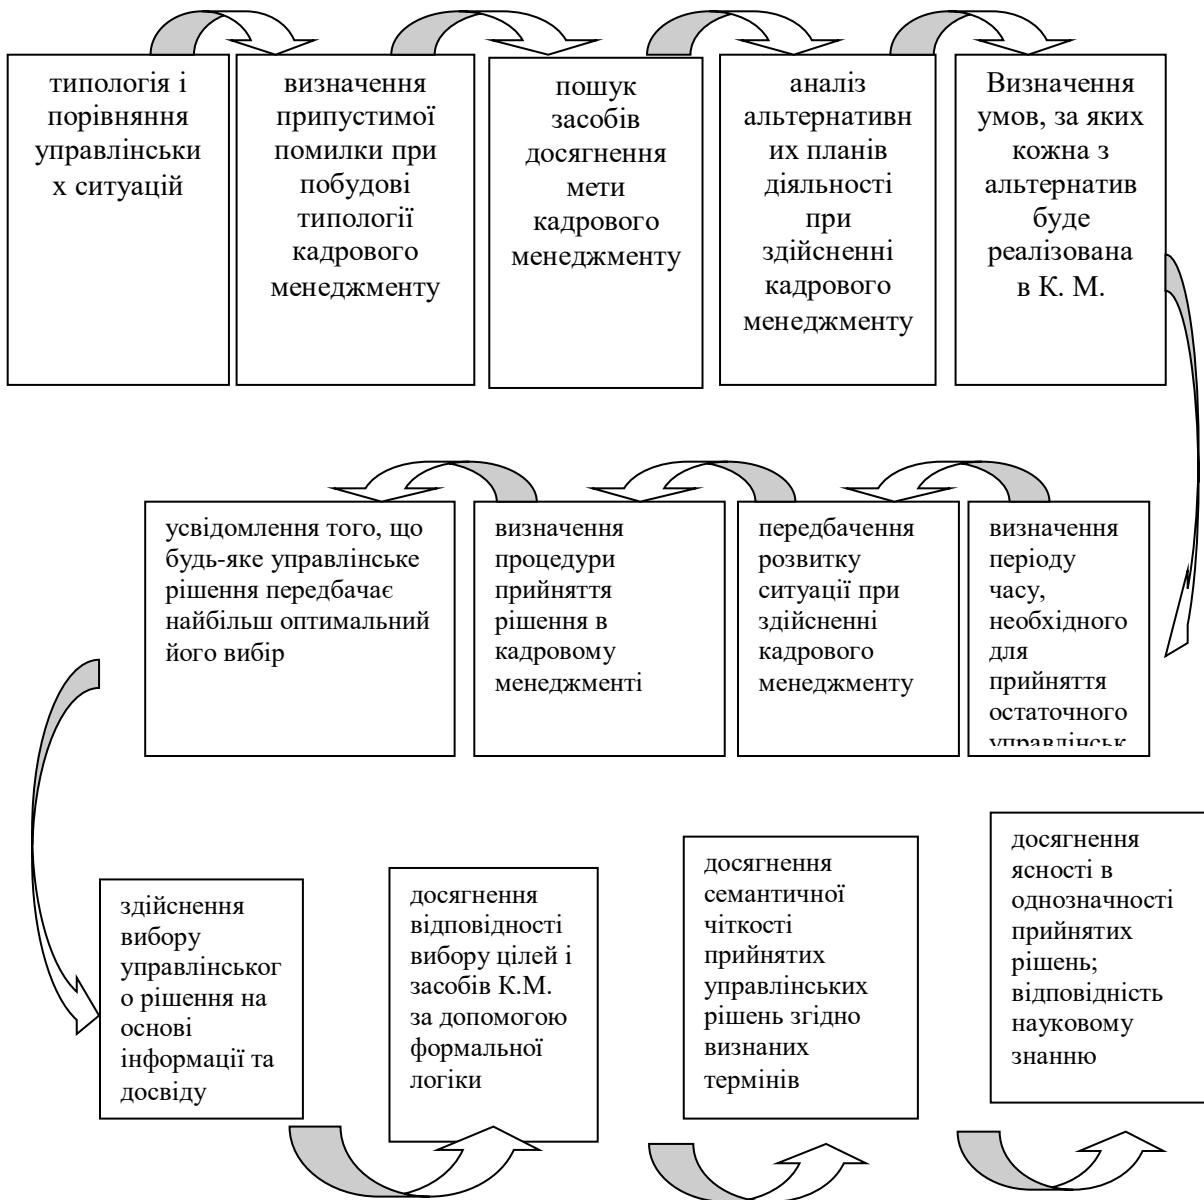 типологія і
порівняння
управлінськи
х ситуацій
визначення
припустимої
помилки при
побудові
типології
кадрового
менеджменту
пошук
засобів
досягнення
мети
кадрового
менеджменту
аналіз
альтернативн
их планів
діяльності
при
здійсненні
кадрового
менеджменту
Визначення
умов, за яких
кожна з
альтернатив
буде
реалізована
в К. М.
визначення
періоду
часу,
необхідного
для
прийняття
остаточного
управлінськ
передбачення
розвитку
ситуації при
здійсненні
кадрового
менеджменту
визначення
процедури
прийняття
рішення в
кадровому
менеджменті
усвідомлення того, що
будь-яке управлінське
рішення передбачає
найбільш оптимальний
його вибір
здійснення
вибору
управлінськог
о рішення на
основі
інформації та
досвіду
досягнення
відповідності
вибору цілей і
засобів К.М.
за допомогою
формальної
логіки
досягнення
семантичної
чіткості
прийнятих
управлінських
рішень згідно
визнаних
термінів
досягнення
ясності в
однозначності
прийнятих
рішень;
відповідність
науковому
знанню